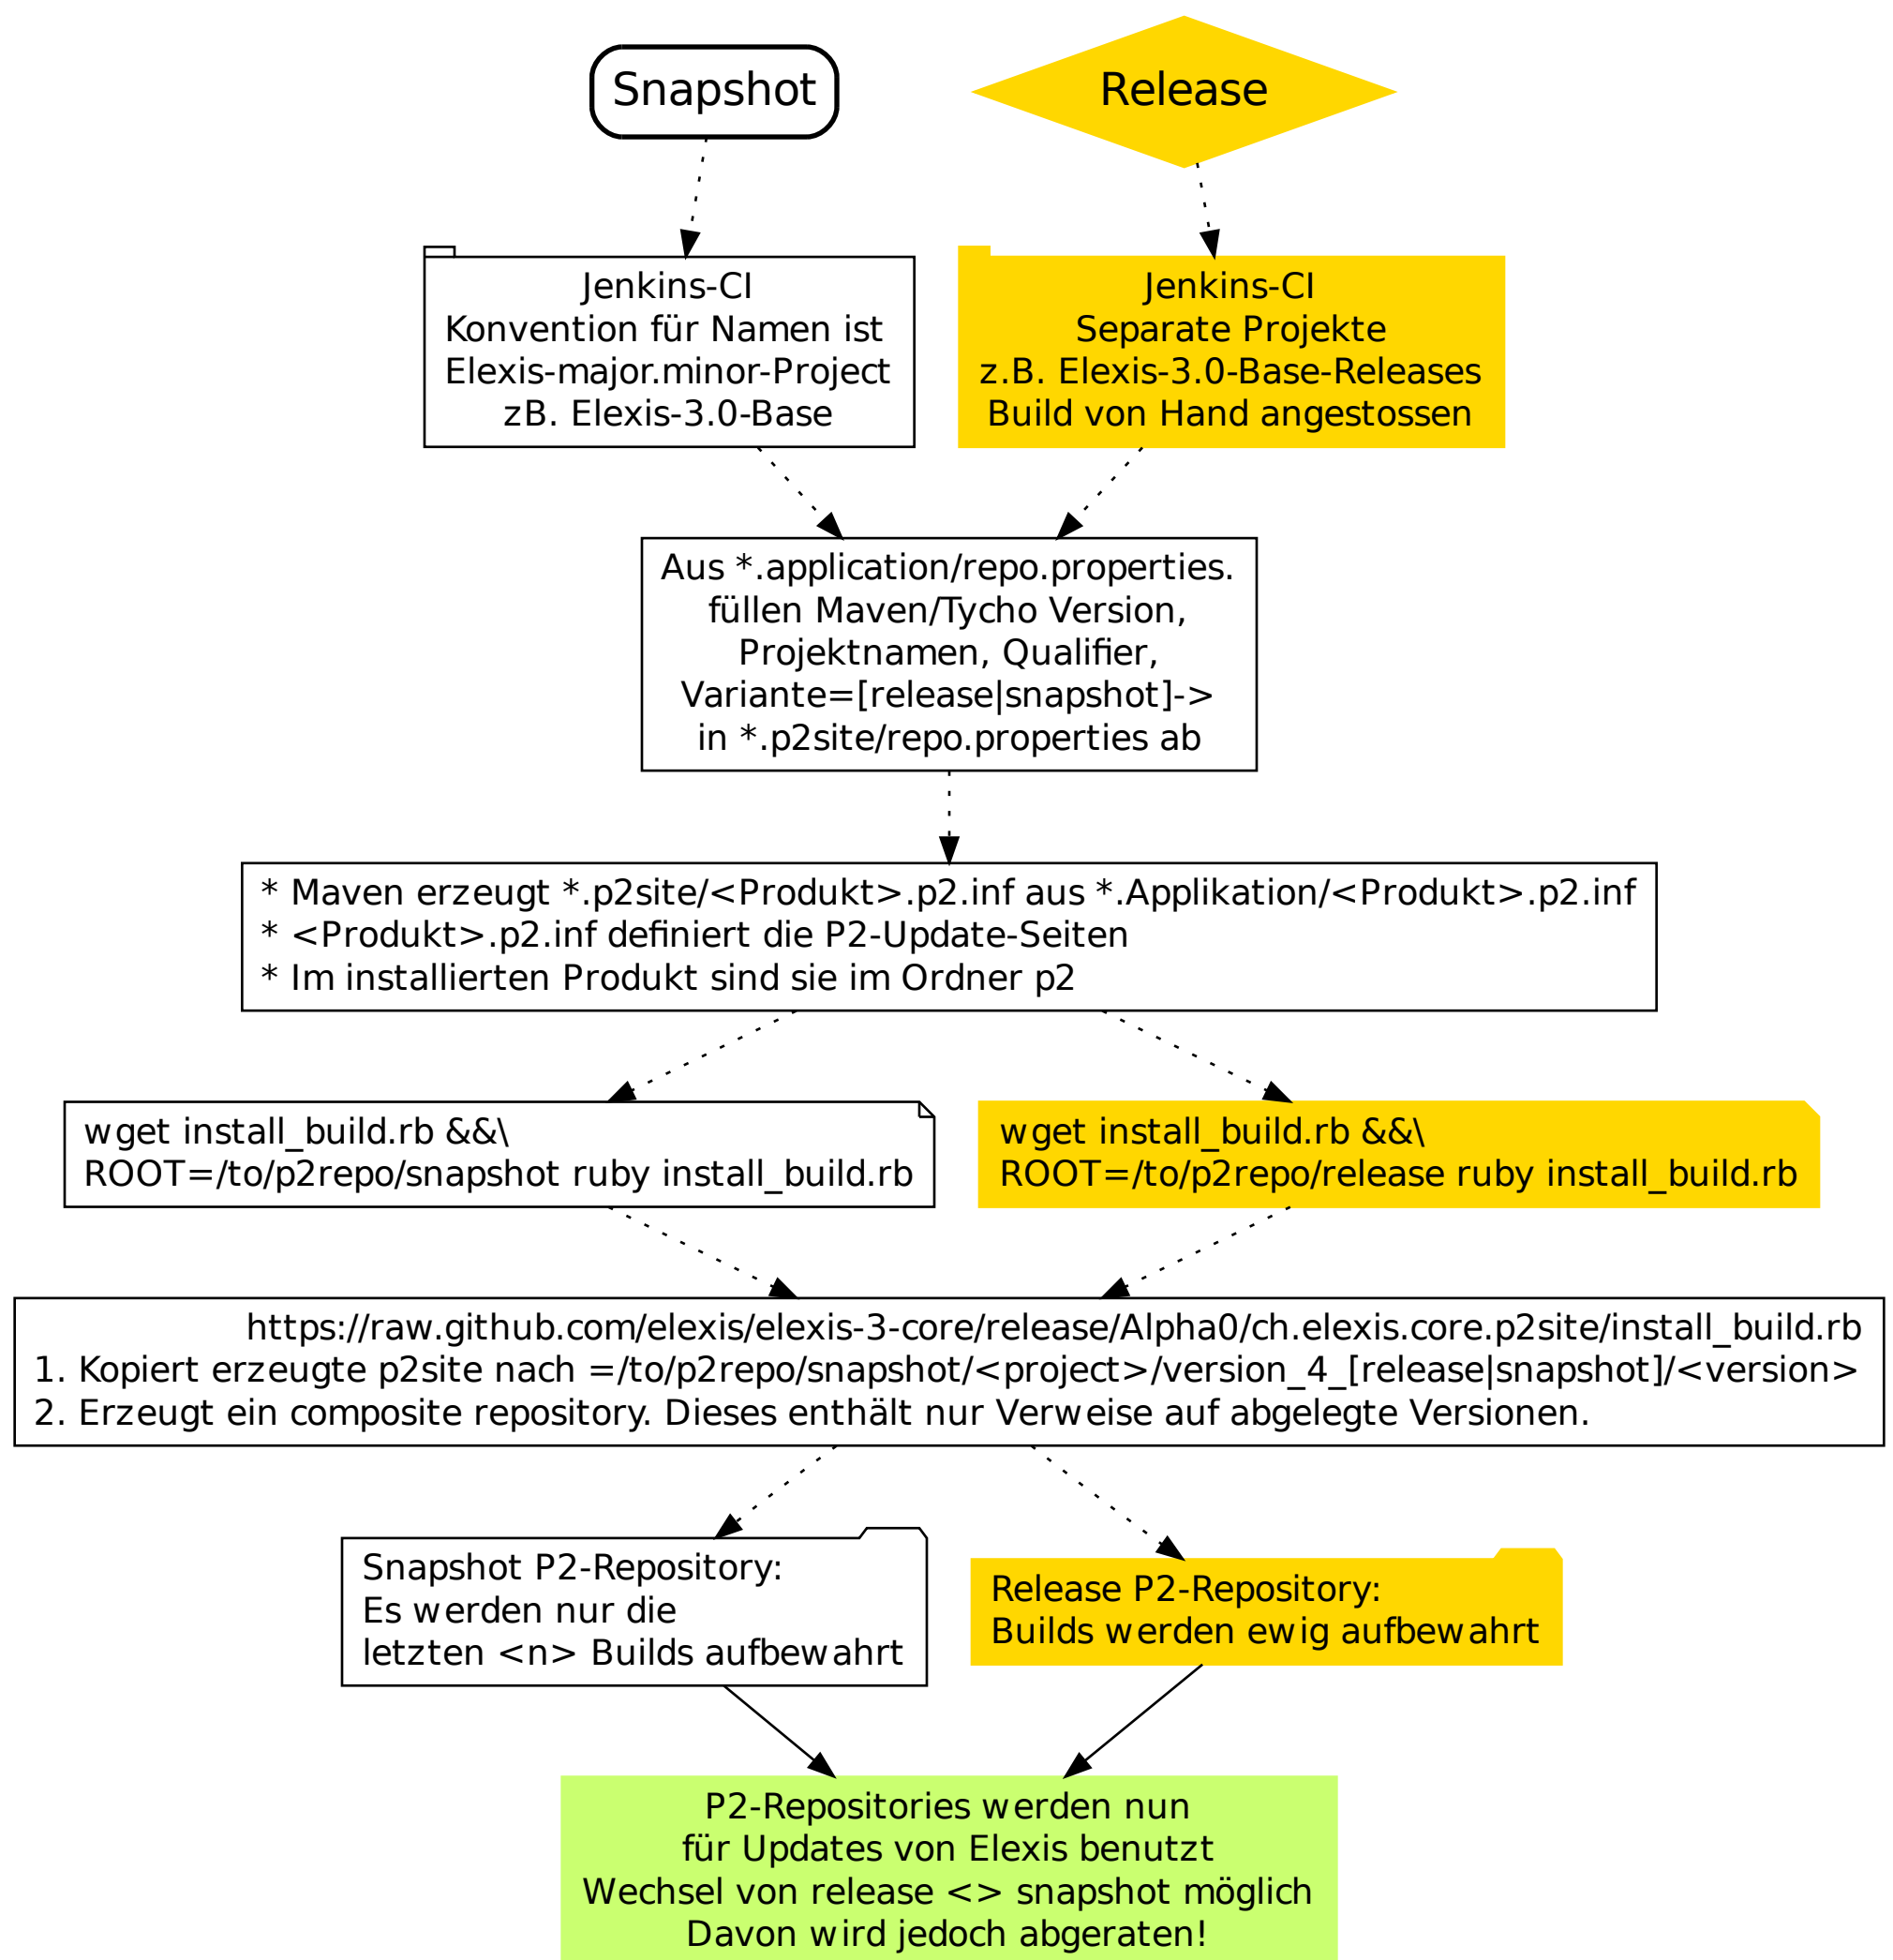 Snapshot
Release
Jenkins-CI
Konvention für Namen ist
Elexis-major.minor-Project
zB. Elexis-3.0-Base
Jenkins-CI
Separate Projekte
z.B. Elexis-3.0-Base-Releases
Build von Hand angestossen
Aus *.application/repo.properties.
füllen Maven/Tycho Version,
Projektnamen, Qualifier,
Variante=[release|snapshot]->
in *.p2site/repo.properties ab
* Maven erzeugt *.p2site/<Produkt>.p2.inf aus *.Applikation/<Produkt>.p2.inf
* <Produkt>.p2.inf definiert die P2-Update-Seiten
* Im installierten Produkt sind sie im Ordner p2
wget install_build.rb &&\
ROOT=/to/p2repo/snapshot ruby install_build.rb
wget install_build.rb &&\
ROOT=/to/p2repo/release ruby install_build.rb
https://raw.github.com/elexis/elexis-3-core/release/Alpha0/ch.elexis.core.p2site/install_build.rb
1. Kopiert erzeugte p2site nach =/to/p2repo/snapshot/<project>/version_4_[release|snapshot]/<version>
2. Erzeugt ein composite repository. Dieses enthält nur Verweise auf abgelegte Versionen.
Snapshot P2-Repository:
Es werden nur die
letzten <n> Builds aufbewahrt
Release P2-Repository:
Builds werden ewig aufbewahrt
P2-Repositories werden nun
für Updates von Elexis benutzt
Wechsel von release <> snapshot möglich
Davon wird jedoch abgeraten!